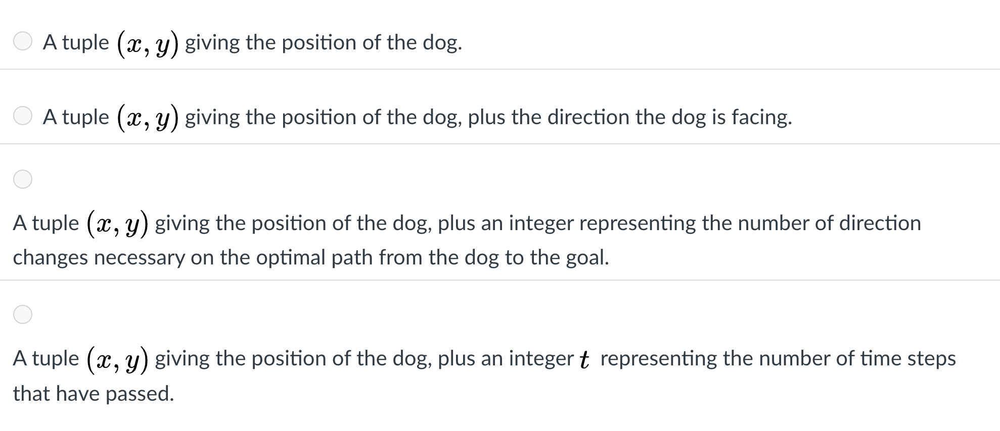 A tuple (x, y) giving the position of the dog.
A tuple (x, y) giving the position of the dog, plus the direction the dog is facing.
A tuple (x, y) giving the position of the dog, plus an integer representing the number of direction
changes necessary on the optimal path from the dog to the goal.
A tuple (x, y) giving the position of the dog, plus an integer t representing the number of time steps
that have passed.